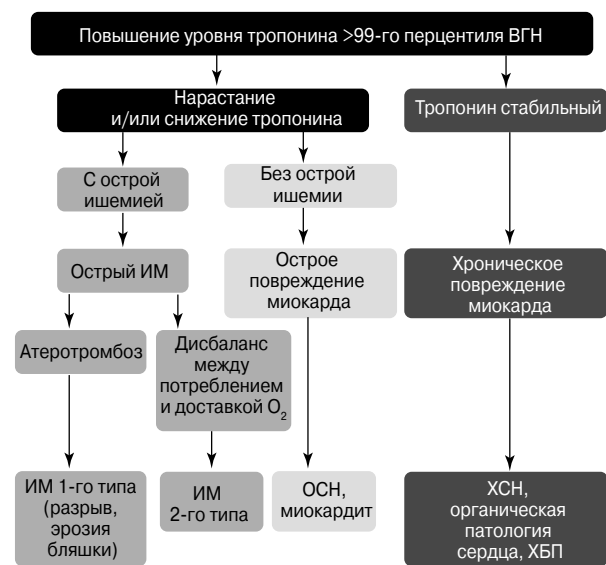 Повышение уровня тропонина >99-го перцентиля ВГН
Нарастание
и/или снижение тропонина
Тропонин стабильный
С острой
ишемией
Без острой
ишемии
Острый ИМ
Острое
повреждение
миокарда
Хроническое
повреждение
миокарда
Атеротромбоз
Дисбаланс
между
потреблением
и доставкой O₂
ИМ 1-го типа
(разрыв,
эрозия
бляшки)
ИМ
2-го типа
ОСН,
миокардит
ХСН,
органическая
патология
сердца, ХБП